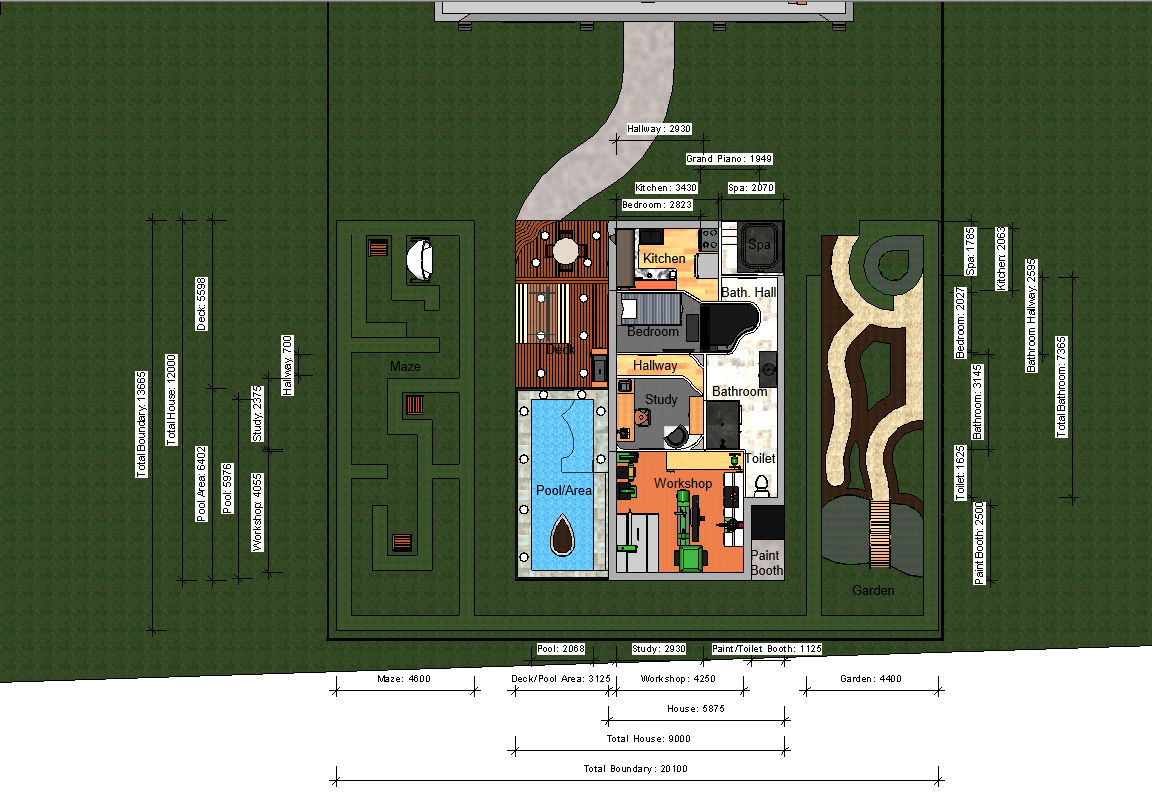 Hallway: 2930
Grand Piano: 1949
Kitchen: 3430
Spa: 2070
Bedroom: 2823
Spa
Kitchen
Bath. Hall
Bedroom
Deck
Hallway
Maze
Study
Bathroom
Toilet
Workshop
Pool/Area
Paint
Booth
Garden
Total Boundary: 13665
Total House: 12000
Deck: 5598
Pool Area: 6402
Pool: 5976
Study: 2375
Workshop: 4055
Hallway: 700
Spa: 1785
Kitchen: 2063
Bedroom: 2027
Bathroom Hallway: 2595
Bathroom: 3145
Total Bathroom: 7365
Toilet: 1625
Paint Booth: 2500
Pool: 2068
Study: 2930
Paint/Toilet Booth: 1125
Maze: 4600
Deck/Pool Area: 3125
Workshop: 4250
Garden: 4400
House: 5875
Total House: 9000
Total Boundary: 20100